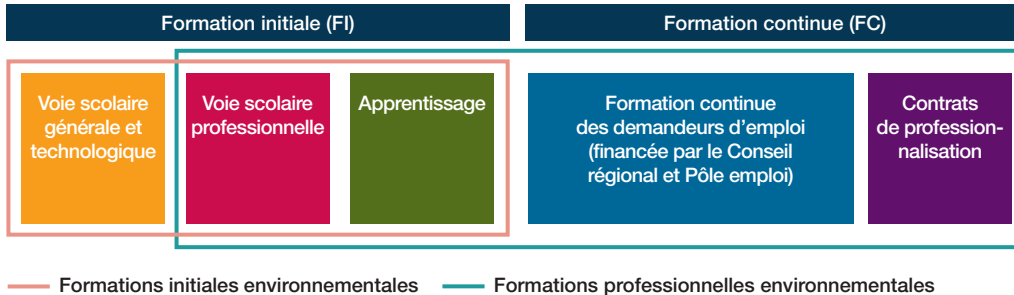 Formation initiale (FI)
Formation continue (FC)
Voie scolaire
générale et
technologique
Voie scolaire
professionnelle
Apprentissage
Formation continue
des demandeurs d’emploi
(financée par le Conseil
régional et Pôle emploi)
Contrats
de profession-
nalisation
Formations initiales environnementales
Formations professionnelles environnementales